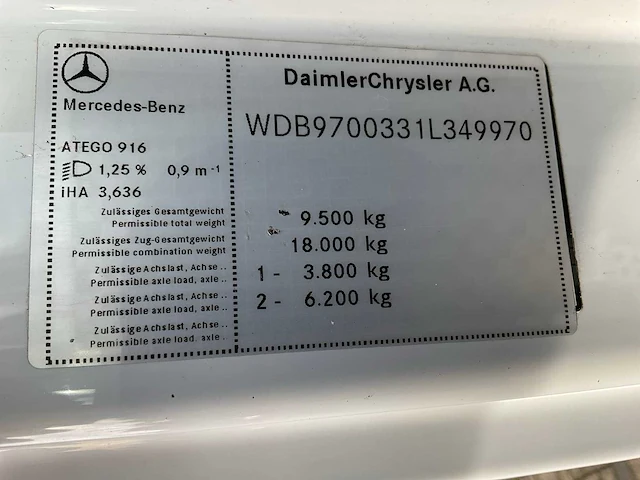 Mercedes-Benz
DaimlerChrysler A.G.
WDB9700331L349970
ATEGO 916
1,25 % 0,9 m⁻¹
iHA 3,636
Zulässiges Gesamtgewicht
Permissible total weight
9.500 kg
Zulässiges Zug-Gesamtgewicht
Permissible combination weight
18.000 kg
Zulässige Achslast, Achse ..
Permissible axle load, axle ..
1 - 3.800 kg
Zulässige Achslast, Achse ..
Permissible axle load, axle ..
2 - 6.200 kg
Zulässige Achslast, Achse ..
Permissible axle load. axle ..